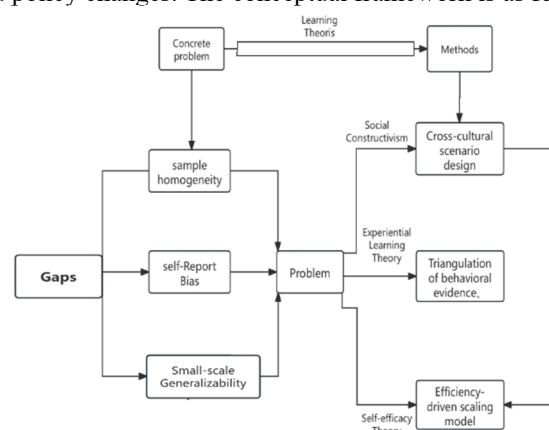 policy changes. The conceptual framework is as
Learning
Theoris
Concrete
problem
Methods
Social
Constructivism
Cross-cultural
scenario
design
sample
homogeneity
Experiential
Learning
Theory
Gaps
self-Report
Bias
Problem
Triangulation
of behavioral
evidence,
Small-scale
Generalizability
Efficiency-
driven scaling
model
Self-efficacy
Theory